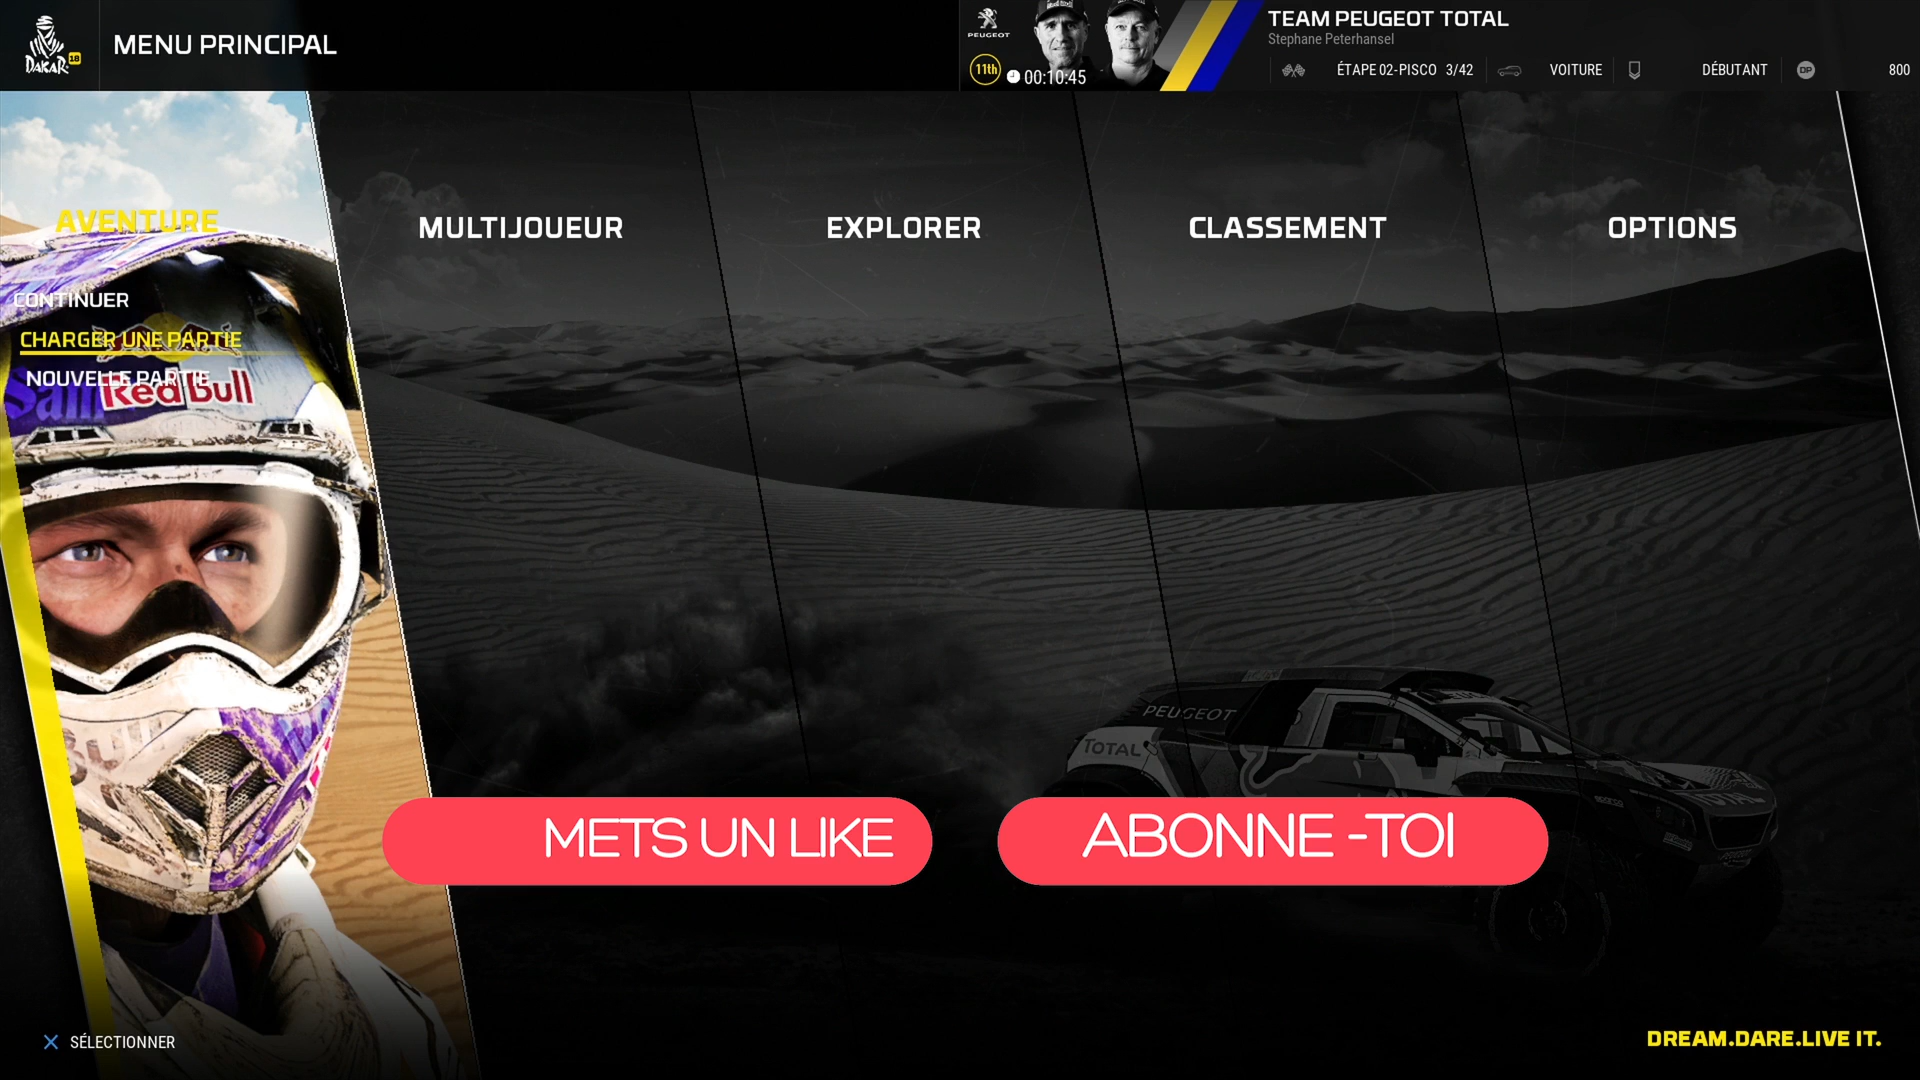 DAKAR 18
MENU PRINCIPAL
PEUGEOT
11th
00:10:45
TEAM PEUGEOT TOTAL
Stephane Peterhansel
ÉTAPE 02-PISCO 3/42
VOITURE
DÉBUTANT
DP
800
AVENTURE
MULTIJOUEUR
EXPLORER
CLASSEMENT
OPTIONS
CONTINUER
CHARGER UNE PARTIE
NOUVELLE PARTIE
Red Bull
PEUGEOT
TOTAL
TOTAL
METS UN LIKE
ABONNE -TOI
SÉLECTIONNER
DREAM.DARE.LIVE IT.